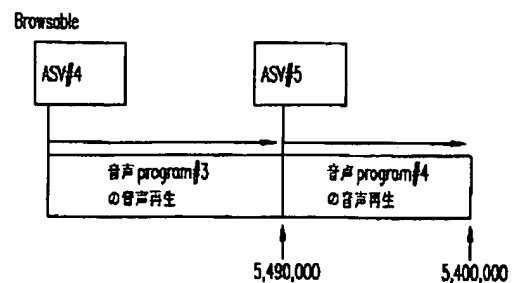 Browsable
ASV#4
ASV#5
音声program#3
の音声再生
音声program#4
の音声再生
5,490,000
5,400,000